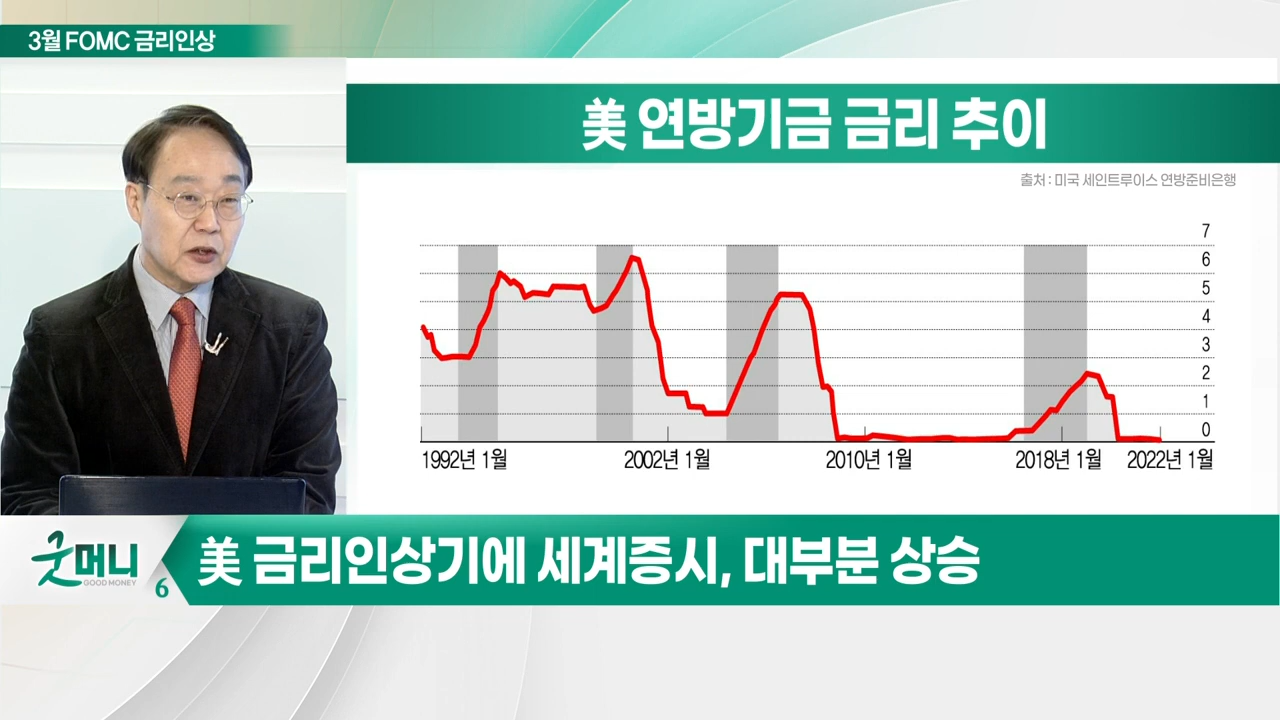 3월 FOMC 금리인상
美 연방기금 금리 추이
출처 : 미국 세인트루이스 연방준비은행
7
6
5
4
3
2
1
0
1992년 1월
2002년 1월
2010년 1월
2018년 1월
2022년 1월
굿머니
GOOD MONEY
6
美 금리인상기에 세계증시, 대부분 상승